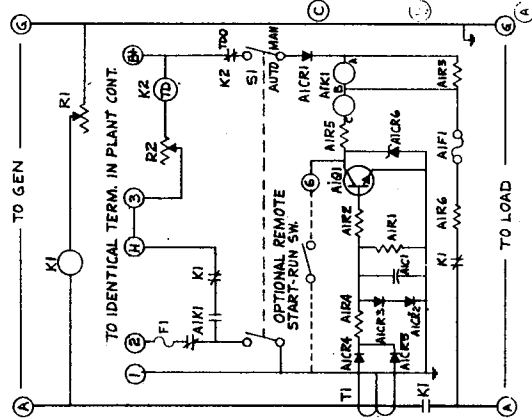 G
C
G
A
TO GEN
R1
K1
A
TO IDENTICAL TERM. IN PLANT CONT.
B+
3
H
2
1
K2
TD
R2
F1
A1K1
K1
TDO
K2
S1
AUTO
MAN
OPTIONAL REMOTE
START-RUN SW.
6
A1CR1
A1K1
A
B
C
A1R5
A1CR6
A1Q1
A1R2
A1R1
A1C1
A1R4
A1CR3
A1CR2
A1CR4
A1CR5
T1
K1
A1R3
A1F1
A1R6
K1
TO LOAD
A